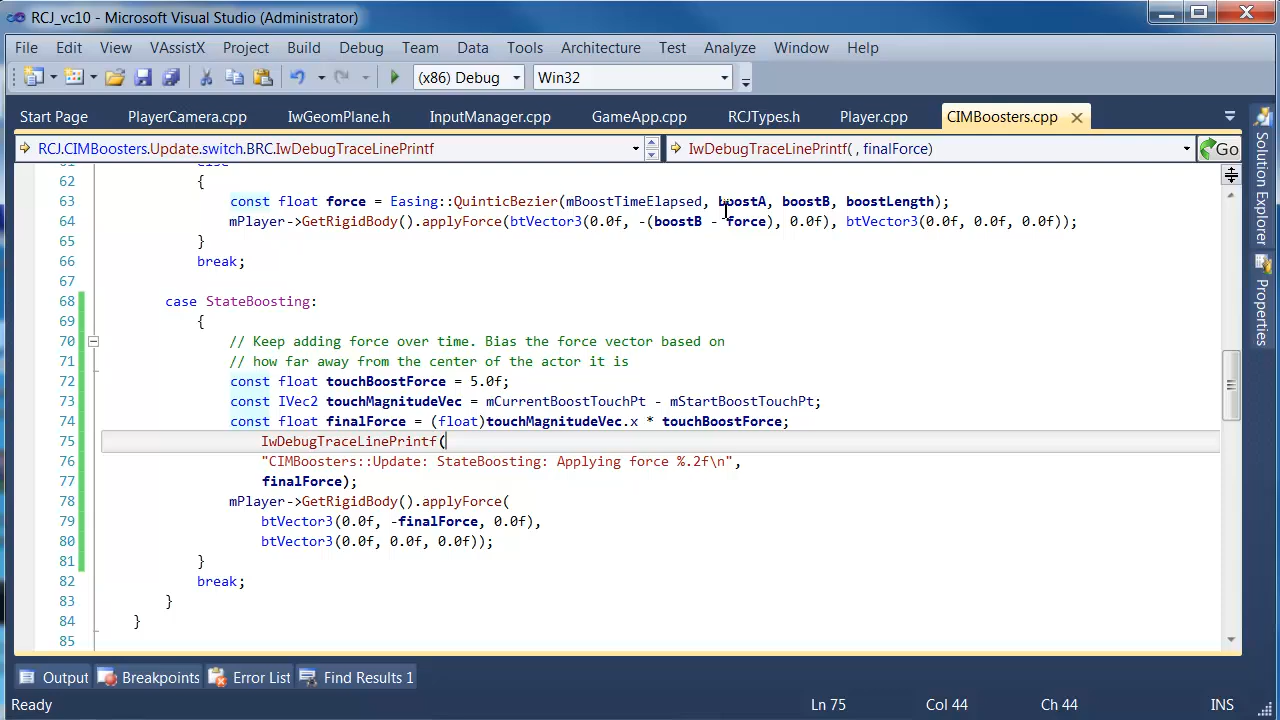 RCJ_vc10 - Microsoft Visual Studio (Administrator)
File Edit View VAssistX Project Build Debug Team Data Tools Architecture Test Analyze Window Help
(x86) Debug Win32
Start Page PlayerCamera.cpp IwGeomPlane.h InputManager.cpp GameApp.cpp RCJTypes.h Player.cpp CIMBoosters.cpp
RCJ.CIMBoosters.Update.switch.BRC.IwDebugTraceLinePrintf IwDebugTraceLinePrintf( , finalForce) Go
62 {
63 const float force = Easing::QuinticBezier(mBoostTimeElapsed, boostA, boostB, boostLength);
64 mPlayer->GetRigidBody().applyForce(btVector3(0.0f, -(boostB - force), 0.0f), btVector3(0.0f, 0.0f, 0.0f));
65 }
66 break;
67
68 case StateBoosting:
69 {
70 // Keep adding force over time. Bias the force vector based on
71 // how far away from the center of the actor it is
72 const float touchBoostForce = 5.0f;
73 const IVec2 touchMagnitudeVec = mCurrentBoostTouchPt - mStartBoostTouchPt;
74 const float finalForce = (float)touchMagnitudeVec.x * touchBoostForce;
75 IwDebugTraceLinePrintf(
76 "CIMBoosters::Update: StateBoosting: Applying force %.2f\n",
77 finalForce);
78 mPlayer->GetRigidBody().applyForce(
79 btVector3(0.0f, -finalForce, 0.0f),
80 btVector3(0.0f, 0.0f, 0.0f));
81 }
82 break;
83 }
84 }
85
Solution Explorer
Properties
Output Breakpoints Error List Find Results 1
Ready Ln 75 Col 44 Ch 44 INS